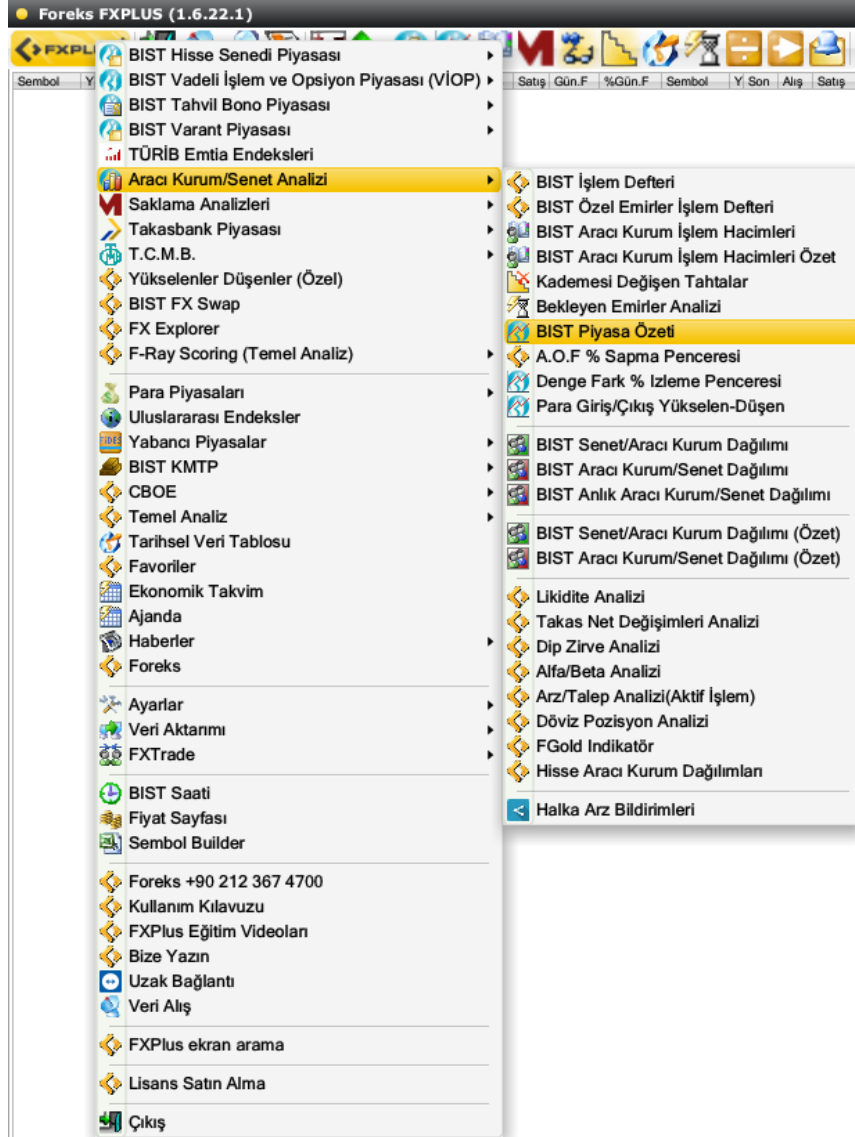 Foreks FXPLUS (1.6.22.1)
FXPLU
Sembol Y Satış Gün.F %Gün.F Sembol Y Son Alış Satış
BIST Hisse Senedi Piyasası
BIST Vadeli İşlem ve Opsiyon Piyasası (VİOP)
BIST Tahvil Bono Piyasası
BIST Varant Piyasası
TÜRİB Emtia Endeksleri
Aracı Kurum/Senet Analizi
Saklama Analizleri
Takasbank Piyasası
T.C.M.B.
Yükselenler Düşenler (Özel)
BIST FX Swap
FX Explorer
F-Ray Scoring (Temel Analiz)
Para Piyasaları
Uluslararası Endeksler
Yabancı Piyasalar
BIST KMTP
CBOE
Temel Analiz
Tarihsel Veri Tablosu
Favoriler
Ekonomik Takvim
Ajanda
Haberler
Foreks
Ayarlar
Veri Aktarımı
FXTrade
BIST Saati
Fiyat Sayfası
Sembol Builder
Foreks +90 212 367 4700
Kullanım Kılavuzu
FXPlus Eğitim Videoları
Bize Yazın
Uzak Bağlantı
Veri Alış
FXPlus ekran arama
Lisans Satın Alma
Çıkış
BIST İşlem Defteri
BIST Özel Emirler İşlem Defteri
BIST Aracı Kurum İşlem Hacimleri
BIST Aracı Kurum İşlem Hacimleri Özet
Kademesi Değişen Tahtalar
Bekleyen Emirler Analizi
BIST Piyasa Özeti
A.O.F % Sapma Penceresi
Denge Fark % Izleme Penceresi
Para Giriş/Çıkış Yükselen-Düşen
BIST Senet/Aracı Kurum Dağılımı
BIST Aracı Kurum/Senet Dağılımı
BIST Anlık Aracı Kurum/Senet Dağılımı
BIST Senet/Aracı Kurum Dağılımı (Özet)
BIST Aracı Kurum/Senet Dağılımı (Özet)
Likidite Analizi
Takas Net Değişimleri Analizi
Dip Zirve Analizi
Alfa/Beta Analizi
Arz/Talep Analizi(Aktif İşlem)
Döviz Pozisyon Analizi
FGold Indikatör
Hisse Aracı Kurum Dağılımları
Halka Arz Bildirimleri